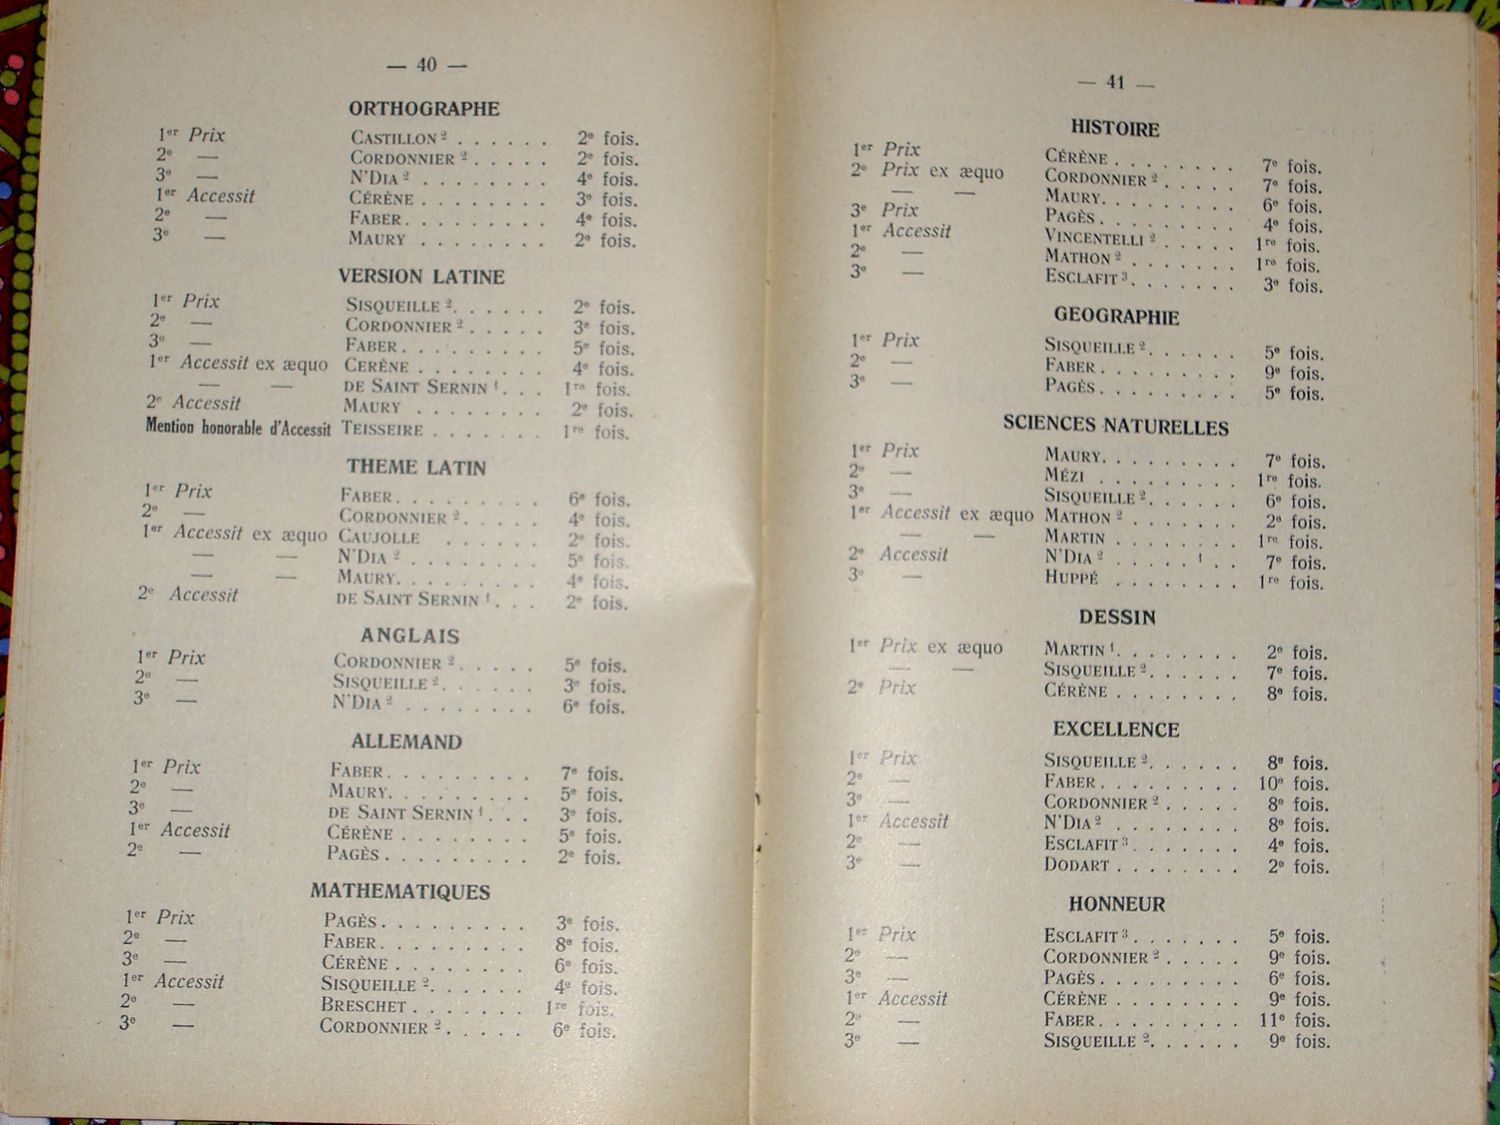 — 40 —
ORTHOGRAPHE
1er Prix CASTILLON 2 . . . . . . 2e fois.
2e — CORDONNIER 2 . . . . . 2e fois.
3e — N'DIA 2 . . . . . . . . 4e fois.
1er Accessit CÉRÈNE . . . . . . . . 3e fois.
2e — FABER. . . . . . . . . 4e fois.
3e — MAURY . . . . . . . . 2e fois.
VERSION LATINE
1er Prix SISQUEILLE 2. . . . . . 2e fois.
2e — CORDONNIER 2 . . . . . 3e fois.
3e — FABER. . . . . . . . . 5e fois.
1er Accessit ex æquo CERÈNE . . . . . . . . 4e fois.
— — DE SAINT SERNIN 1. . . 1re fois.
2e Accessit MAURY . . . . . . . . 2e fois.
Mention honorable d'Accessit TEISSEIRE . . . . . . . 1re fois.
THEME LATIN
1er Prix FABER. . . . . . . . . 6e fois.
2e — CORDONNIER 2. . . . . 4e fois.
1er Accessit ex æquo CAUJOLLE . . . . . . 2e fois.
— — N'DIA 2 . . . . . . . . 5e fois.
— — MAURY. . . . . . . . . 4e fois.
2e Accessit DE SAINT SERNIN 1. . . 2e fois.
ANGLAIS
1er Prix CORDONNIER 2. . . . . 5e fois.
2e — SISQUEILLE 2. . . . . . 3e fois.
3e — N'DIA 2 . . . . . . . . 6e fois.
ALLEMAND
1er Prix FABER. . . . . . . . . 7e fois.
2e — MAURY. . . . . . . . . 5e fois.
3e — DE SAINT SERNIN 1. . . 3e fois.
1er Accessit CÉRÈNE . . . . . . . . 5e fois.
2e — PAGÈS. . . . . . . . . 2e fois.
MATHEMATIQUES
1er Prix PAGÈS. . . . . . . . . 3e fois.
2e — FABER. . . . . . . . . 8e fois.
3e — CÉRÈNE . . . . . . . . 6e fois.
1er Accessit SISQUEILLE 2. . . . . . 4e fois.
2e — BRESCHET. . . . . . . 1re fois.
3e — CORDONNIER 2. . . . . 6e fois.
— 41 —
HISTOIRE
1er Prix CÉRÈNE . . . . . . . . 7e fois.
2e Prix ex æquo CORDONNIER 2. . . . . 7e fois.
— — MAURY. . . . . . . . . 6e fois.
3e Prix PAGÈS. . . . . . . . . 4e fois.
1er Accessit VINCENTELLI 2 . . . . . 1re fois.
2e — MATHON 2 . . . . . . . 1re fois.
3e — ESCLAFIT 3. . . . . . . 3e fois.
GEOGRAPHIE
1er Prix SISQUEILLE 2. . . . . . 5e fois.
2e — FABER. . . . . . . . . 9e fois.
3e — PAGÈS. . . . . . . . . 5e fois.
SCIENCES NATURELLES
1er Prix MAURY. . . . . . . . . 7e fois.
2e — MÉZI . . . . . . . . . 1re fois.
3e — SISQUEILLE 2. . . . . . 6e fois.
1er Accessit ex æquo MATHON 2 . . . . . . . 2e fois.
— — MARTIN . . . . . . . . 1re fois.
2e Accessit N'DIA 2 . . . . . 1 . . 7e fois.
3e — HUPPÉ . . . . . . . . 1re fois.
DESSIN
1er Prix ex æquo MARTIN 1. . . . . . . . 2e fois.
— — SISQUEILLE 2. . . . . . 7e fois.
2e Prix CÉRÈNE . . . . . . . . 8e fois.
EXCELLENCE
1er Prix SISQUEILLE 2. . . . . . 8e fois.
2e — FABER. . . . . . . . . 10e fois.
3e — CORDONNIER 2. . . . . 8e fois.
1er Accessit N'DIA 2 . . . . . . . . 8e fois.
2e — ESCLAFIT 3. . . . . . . 4e fois.
3e — DODART . . . . . . . . 2e fois.
HONNEUR
1er Prix ESCLAFIT 3. . . . . . . 5e fois.
2e — CORDONNIER 2. . . . . 9e fois.
3e — PAGÈS. . . . . . . . . 6e fois.
1er Accessit CÉRÈNE . . . . . . . . 9e fois.
2e — FABER. . . . . . . . . 11e fois.
3e — SISQUEILLE 2. . . . . . 9e fois.